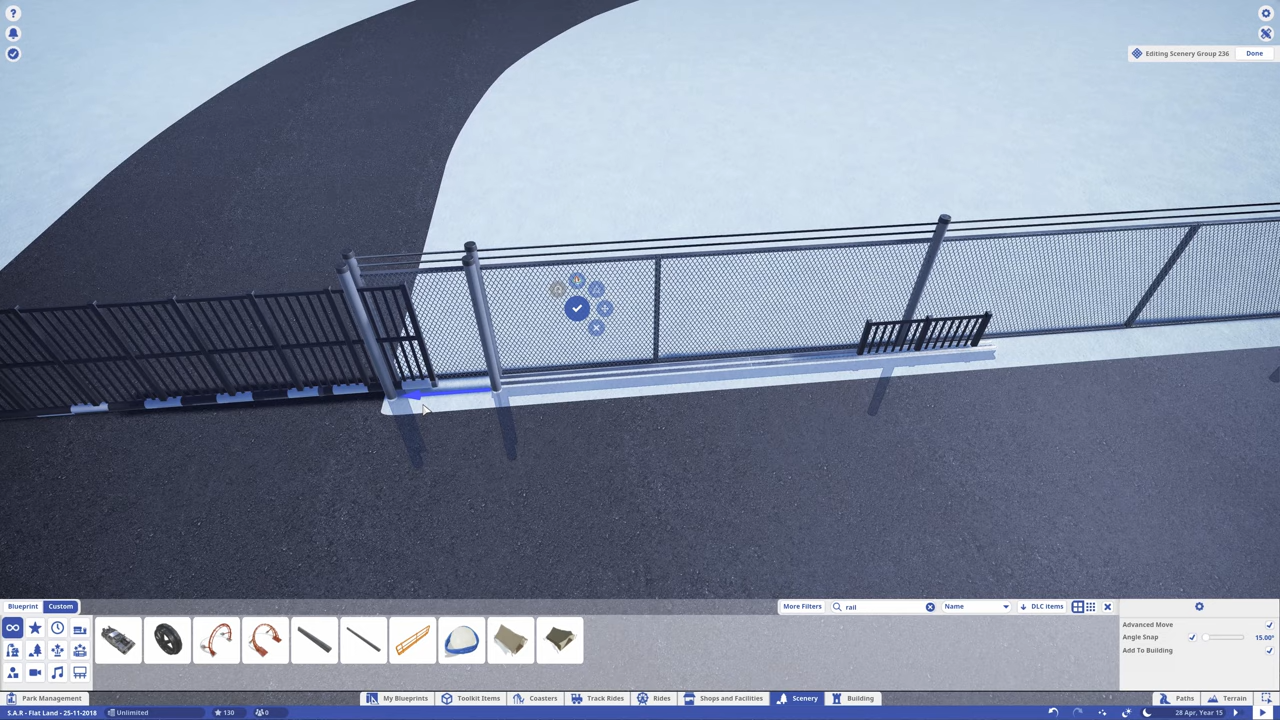 ?
Editing Scenery Group 236
Done
Blueprint
Custom
More Filters
rail
Name
DLC items
Advanced Move
Angle Snap
15.00°
Add To Building
Park Management
My Blueprints
Toolkit Items
Coasters
Track Rides
Rides
Shops and Facilities
Scenery
Building
Paths
Terrain
S.A.R - Flat Land - 25-11-2018
Unlimited
130
0
28 Apr, Year 15